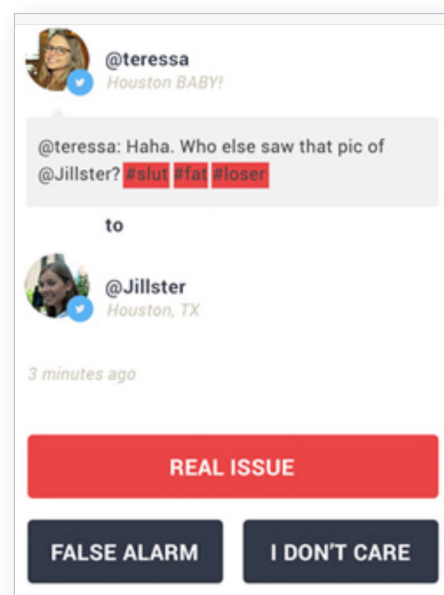 @teressa
Houston BABY!
@teressa: Haha. Who else saw that pic of
@Jillster? #slut #fat #loser
to
@Jillster
Houston, TX
3 minutes ago
REAL ISSUE
FALSE ALARM
I DON'T CARE